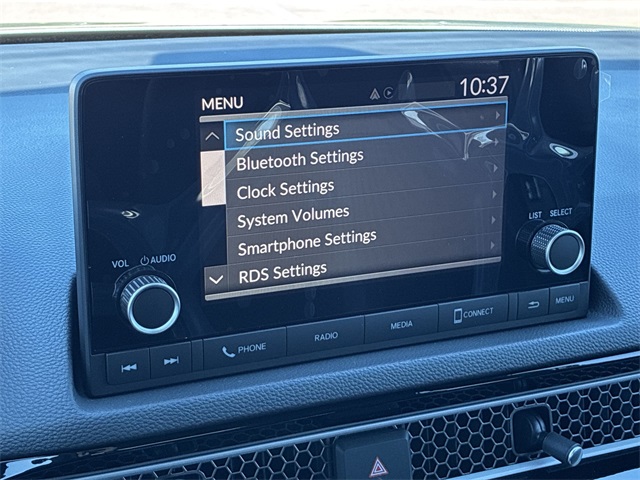 10:37
MENU
Sound Settings
Bluetooth Settings
Clock Settings
System Volumes
Smartphone Settings
RDS Settings
VOL AUDIO
LIST SELECT
PHONE RADIO MEDIA CONNECT MENU